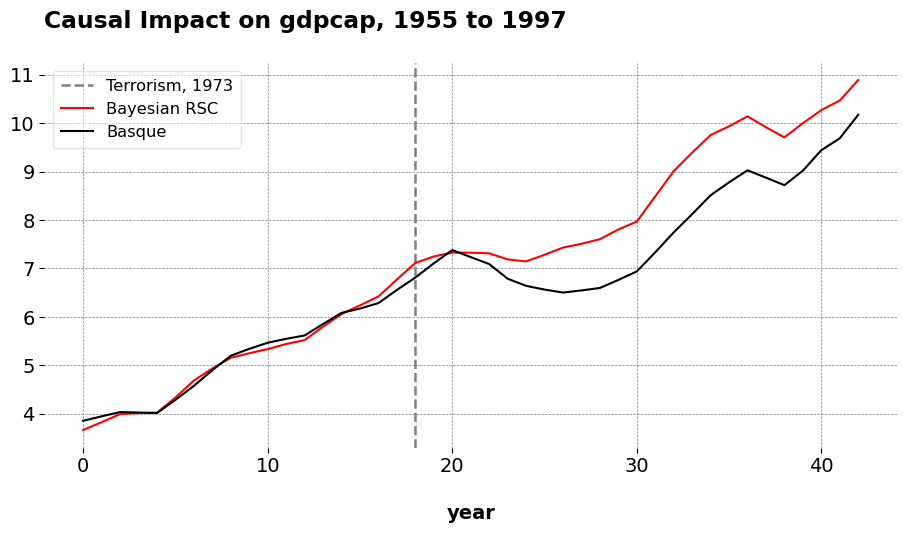 Causal Impact on gdpcap, 1955 to 1997
Terrorism, 1973
Bayesian RSC
Basque
11
10
9
8
7
6
5
4
0 10 20 30 40
year